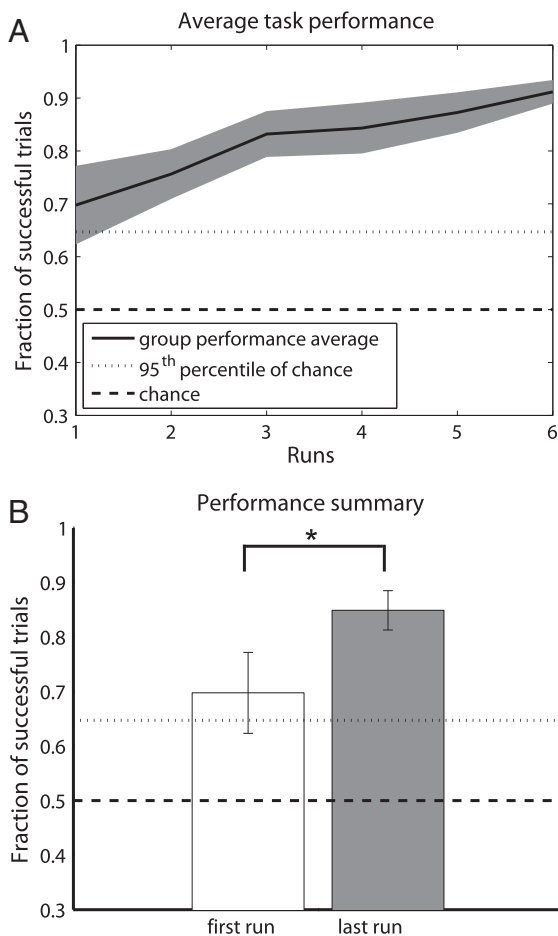 A
Average task performance
Fraction of successful trials
1
0.9
0.8
0.7
0.6
0.5
0.4
0.3
group performance average
95th percentile of chance
chance
1 2 3 4 5 6
Runs
B
Performance summary
Fraction of successful trials
1
0.9
0.8
0.7
0.6
0.5
0.4
0.3
*
first run last run